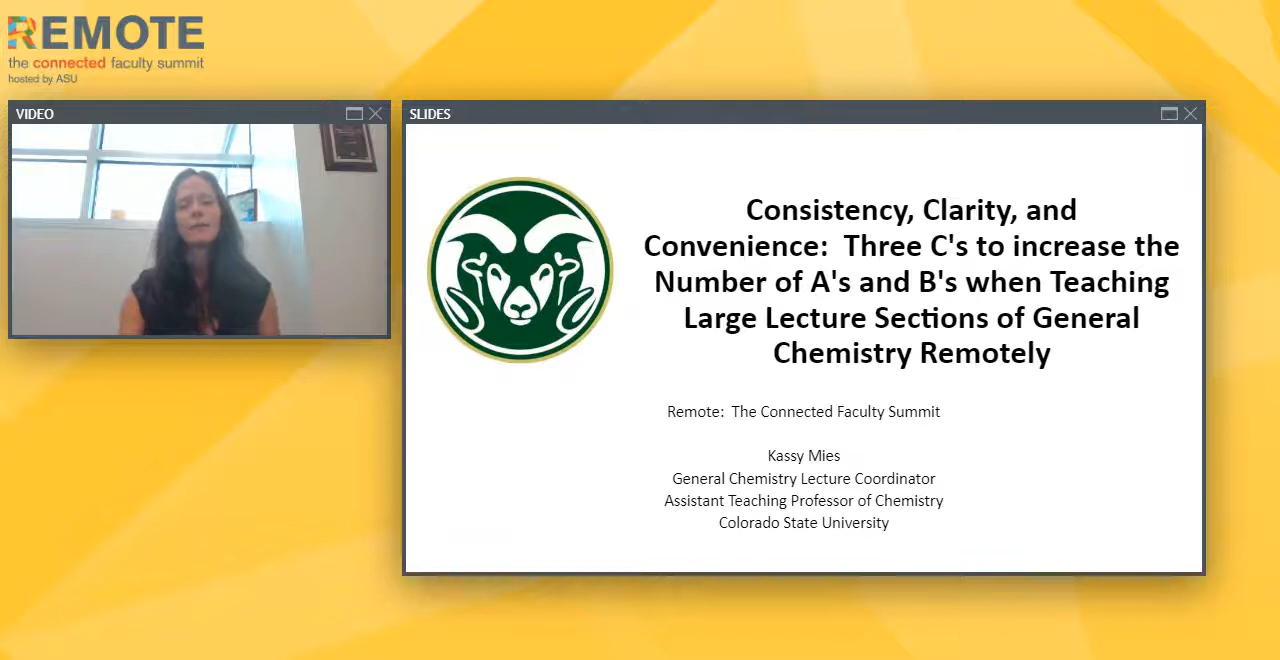 REMOTE
the connected faculty summit
hosted by ASU
VIDEO
SLIDES
Consistency, Clarity, and
Convenience:  Three C's to increase the
Number of A's and B's when Teaching
Large Lecture Sections of General
Chemistry Remotely
Remote:  The Connected Faculty Summit
Kassy Mies
General Chemistry Lecture Coordinator
Assistant Teaching Professor of Chemistry
Colorado State University